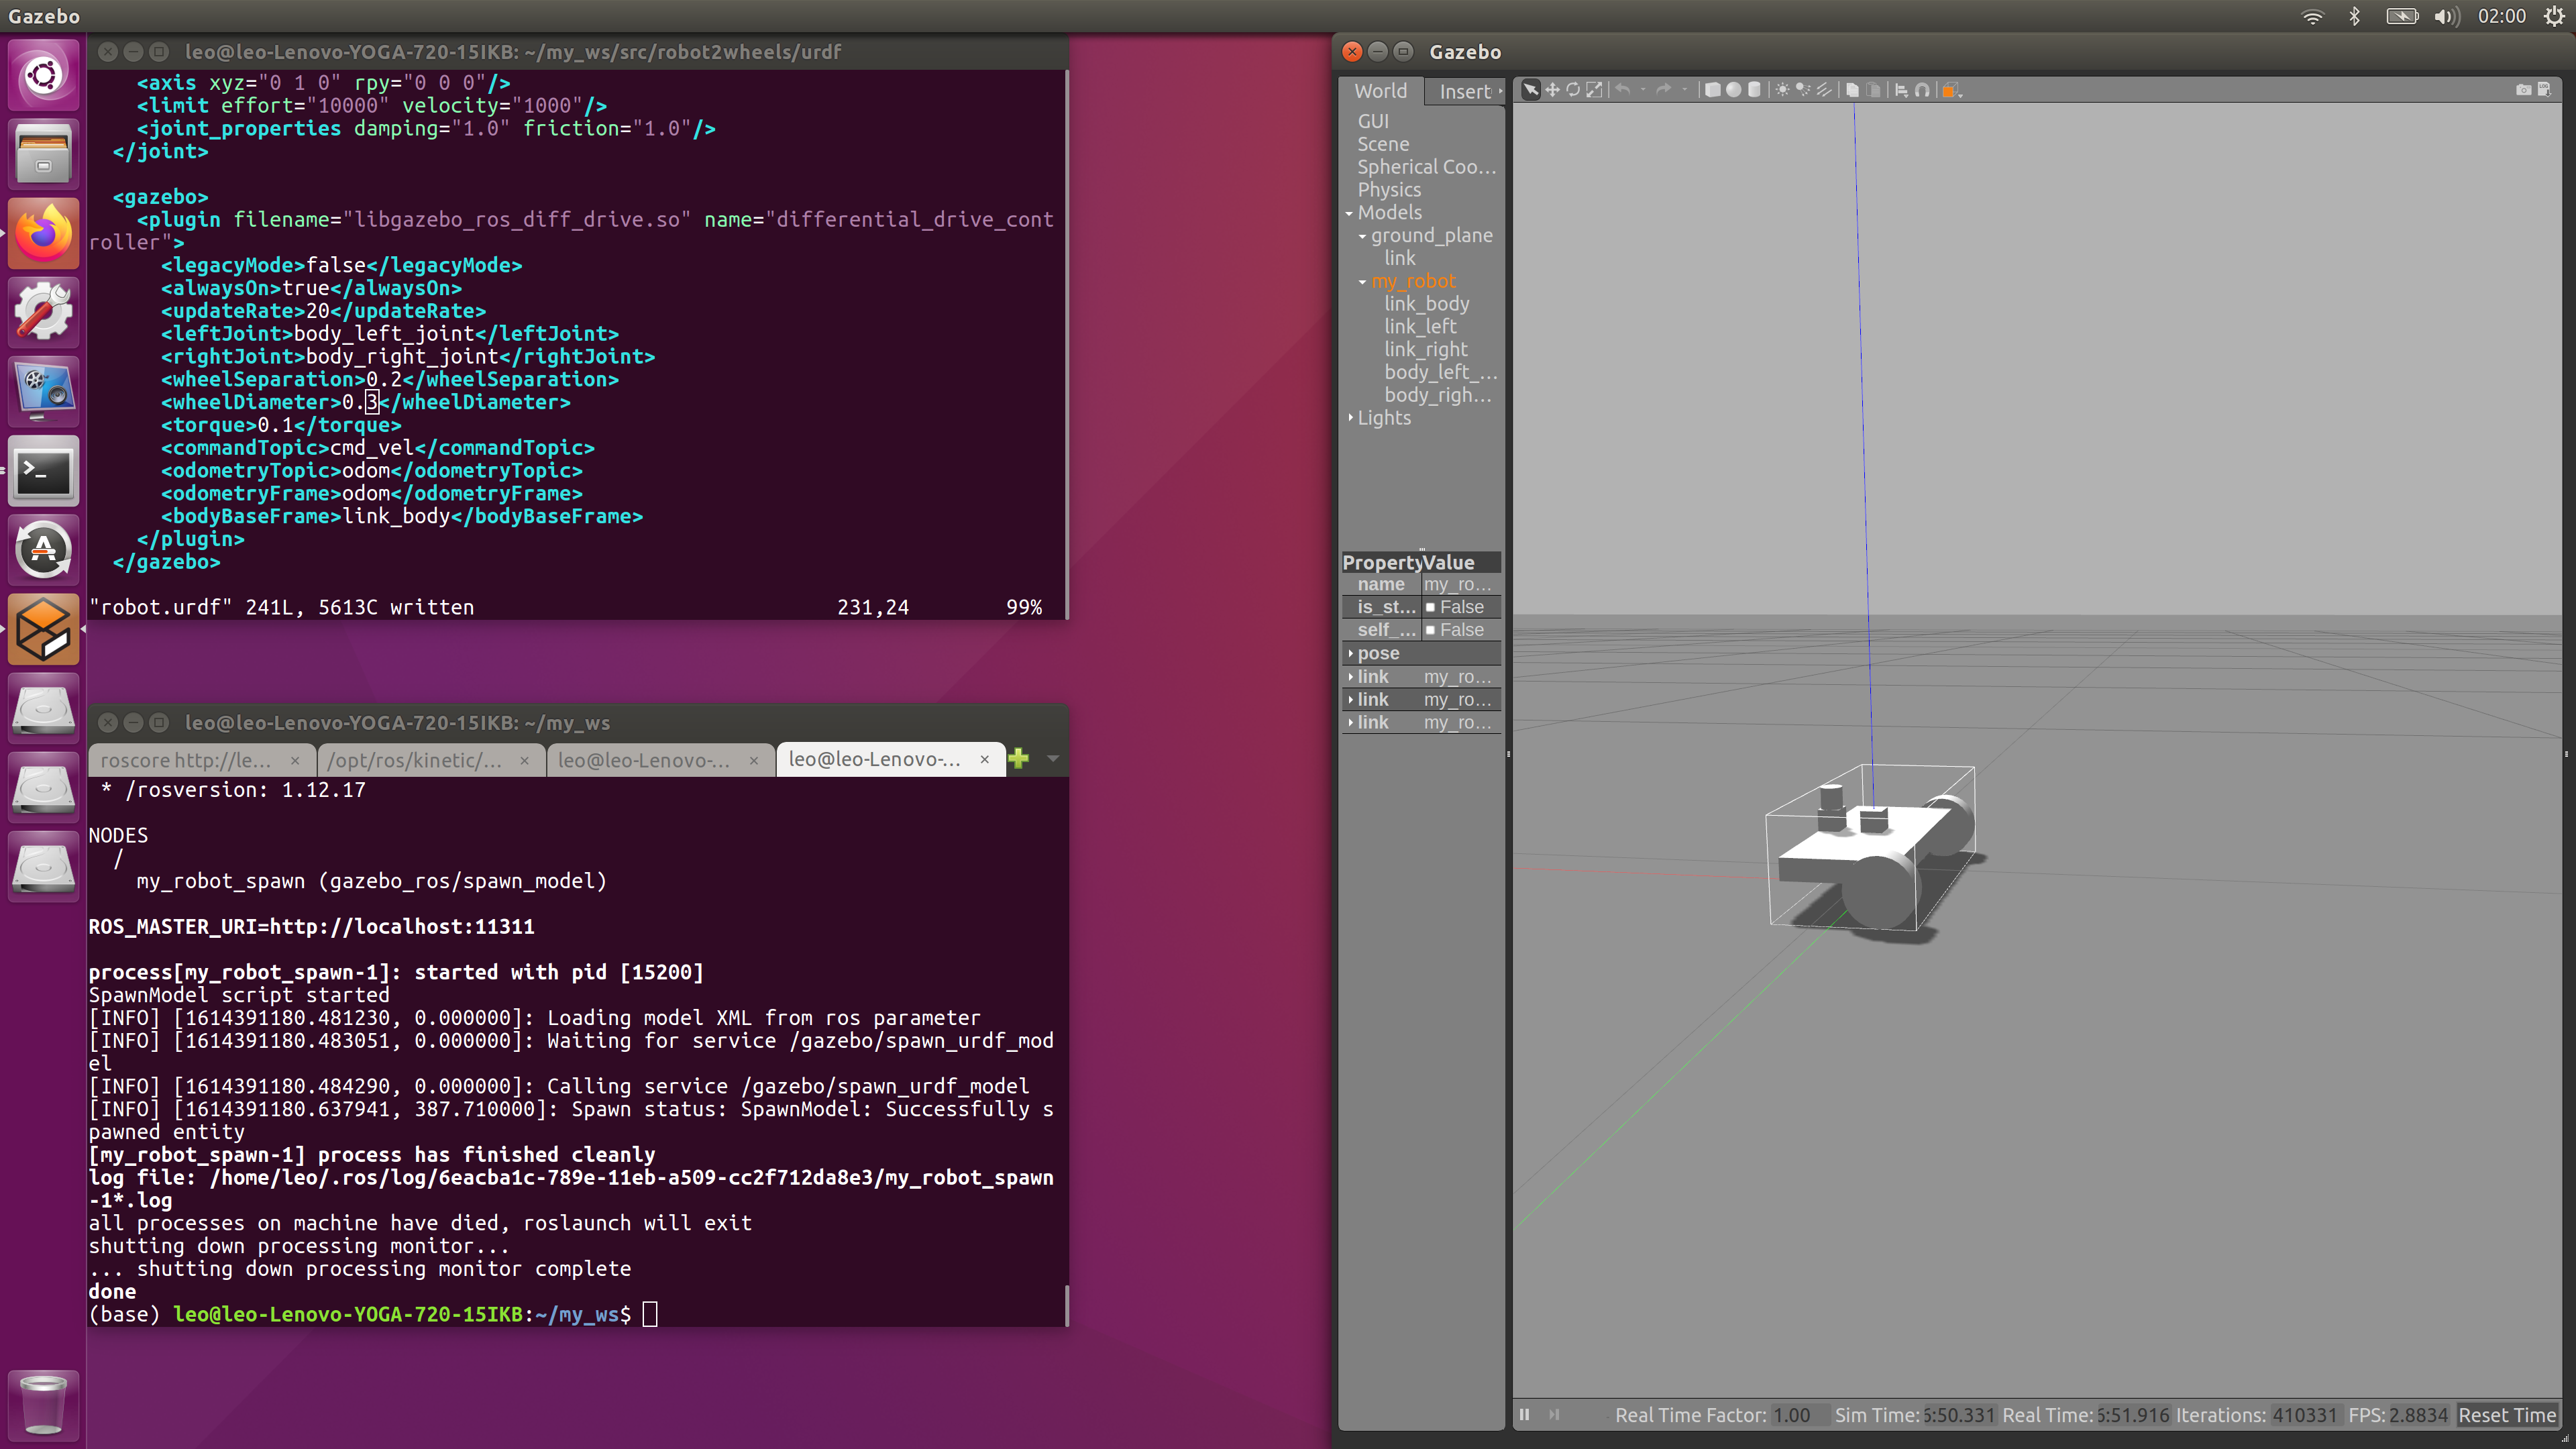 Gazebo
02:00
leo@leo-Lenovo-YOGA-720-15IKB: ~/my_ws/src/robot2wheels/urdf
<axis xyz="0 1 0" rpy="0 0 0"/>
<limit effort="10000" velocity="1000"/>
<joint_properties damping="1.0" friction="1.0"/>
</joint>
<gazebo>
<plugin filename="libgazebo_ros_diff_drive.so" name="differential_drive_cont
roller">
<legacyMode>false</legacyMode>
<alwaysOn>true</alwaysOn>
<updateRate>20</updateRate>
<leftJoint>body_left_joint</leftJoint>
<rightJoint>body_right_joint</rightJoint>
<wheelSeparation>0.2</wheelSeparation>
<wheelDiameter>0.3</wheelDiameter>
<torque>0.1</torque>
<commandTopic>cmd_vel</commandTopic>
<odometryTopic>odom</odometryTopic>
<odometryFrame>odom</odometryFrame>
<bodyBaseFrame>link_body</bodyBaseFrame>
</plugin>
</gazebo>
"robot.urdf" 241L, 5613C written 231,24 99%
leo@leo-Lenovo-YOGA-720-15IKB: ~/my_ws
roscore http://le... × /opt/ros/kinetic/... × leo@leo-Lenovo-... × leo@leo-Lenovo-... ×
* /rosversion: 1.12.17
NODES
/
my_robot_spawn (gazebo_ros/spawn_model)
ROS_MASTER_URI=http://localhost:11311
process[my_robot_spawn-1]: started with pid [15200]
SpawnModel script started
[INFO] [1614391180.481230, 0.000000]: Loading model XML from ros parameter
[INFO] [1614391180.483051, 0.000000]: Waiting for service /gazebo/spawn_urdf_mod
el
[INFO] [1614391180.484290, 0.000000]: Calling service /gazebo/spawn_urdf_model
[INFO] [1614391180.637941, 387.710000]: Spawn status: SpawnModel: Successfully s
pawned entity
[my_robot_spawn-1] process has finished cleanly
log file: /home/leo/.ros/log/6eacba1c-789e-11eb-a509-cc2f712da8e3/my_robot_spawn
-1*.log
all processes on machine have died, roslaunch will exit
shutting down processing monitor...
... shutting down processing monitor complete
done
(base) leo@leo-Lenovo-YOGA-720-15IKB:~/my_ws$
Gazebo
World Insert
GUI
Scene
Spherical Coo...
Physics
Models
ground_plane
link
my_robot
link_body
link_left
link_right
body_left_...
body_righ...
Lights
Property Value
name my_ro...
is_st... False
self_... False
pose
link my_ro...
link my_ro...
link my_ro...
Real Time Factor: 1.00 Sim Time: 6:50.331 Real Time: 6:51.916 Iterations: 410331 FPS: 2.8834 Reset Time